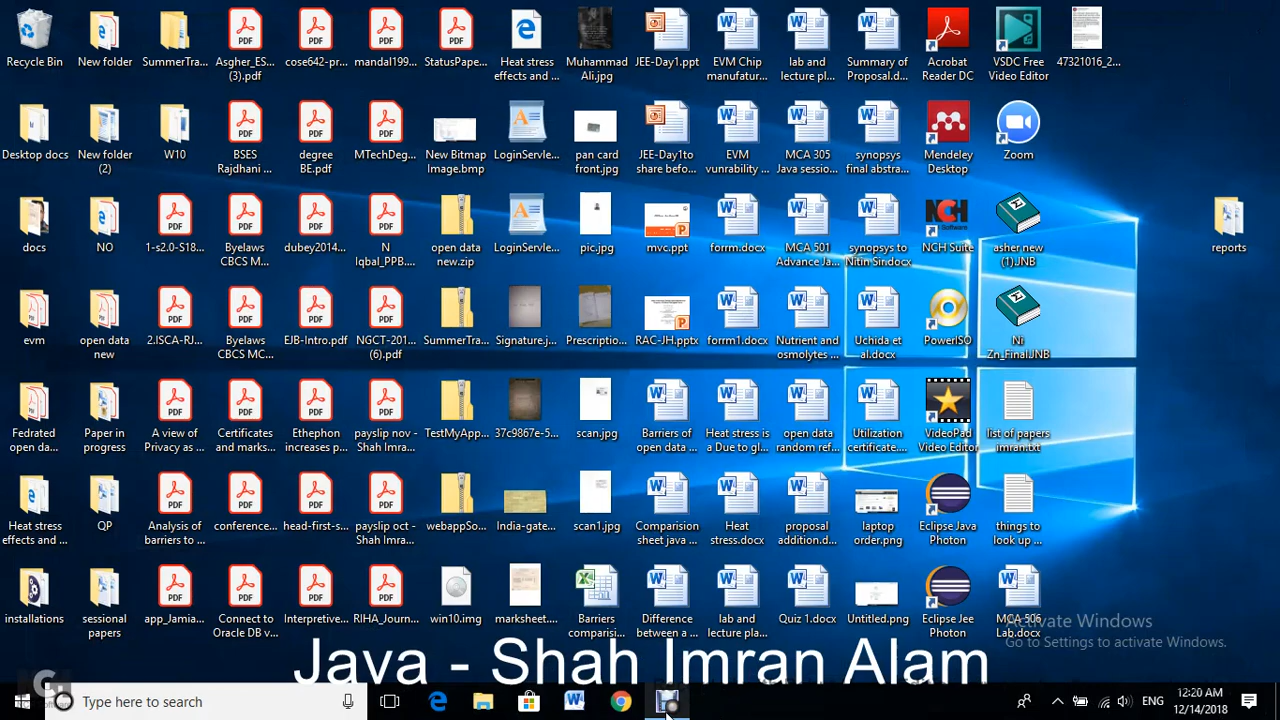 Recycle Bin
New folder
SummerTra...
Asgher_ES...
(3).pdf
cose642-pr...
mandal199...
StatusPape...
Heat stress
effects and ...
Muhammad
Ali.jpg
JEE-Day1.ppt
EVM Chip
manufatur...
lab and
lecture pl...
Summary of
Proposal.d...
Acrobat
Reader DC
VSDC Free
Video Editor
47321016_2...
Desktop docs
New folder
(2)
W10
BSES
Rajdhani ...
degree
BE.pdf
MTechDeg...
New Bitmap
Image.bmp
LoginServle...
pan card
front.jpg
JEE-Day1to
share befo...
EVM
vunrability ...
MCA 305
Java sessio...
synopsys
final abstra...
Mendeley
Desktop
Zoom
docs
NO
1-s2.0-S18...
Byelaws
CBCS M...
dubey2014...
N
Iqbal_PPB....
open data
new.zip
LoginServle...
pic.jpg
mvc.ppt
forrm.docx
MCA 501
Advance Ja...
synopsys to
Nitin Sir.docx
NCH Suite
asher new
(1).JNB
reports
evm
open data
new
2.ISCA-RJ...
Byelaws
CBCS MC...
EJB-Intro.pdf
NGCT-201...
(6).pdf
SummerTra...
Signature.j...
Prescriptio...
RAC-JH.pptx
forrm1.docx
Nutrient and
osmolytes ...
Uchida et
al.docx
PowerISO
Ni
Zn_Final.JNB
Fedrated
open da...
Paper in
progress
A view of
Privacy as ...
Certificates
and marks...
Ethephon
increases p...
payslip nov -
Shah Imra...
TestMyApp...
37c9867e-5...
scan.jpg
Barriers of
open data ...
Heat stress is
a Due to gl...
open data
random ref...
Utilization
certificate....
VideoPad
Video Editor
list of papers
imran.txt
Heat stress
effects and ...
QP
Analysis of
barriers to ...
conference...
head-first-s...
payslip oct -
Shah Imra...
webappSo...
India-gate...
scan1.jpg
Comparision
sheet java ...
Heat
stress.docx
proposal
addition.d...
laptop
order.png
Eclipse Java
Photon
things to
look up ...
installations
sessional
papers
app_Jamia...
Connect to
Oracle DB v...
Interpretive...
RIHA_Journ...
win10.img
marksheet...
Barriers
comparisi...
Difference
between a ...
lab and
lecture pla...
Quiz 1.docx
Untitled.png
Eclipse Jee
Photon
MCA 506
Lab.docx
Activate Windows
Go to Settings to activate Windows.
Java - Shah Imran Alam
Type here to search
ENG
12:20 AM
12/14/2018